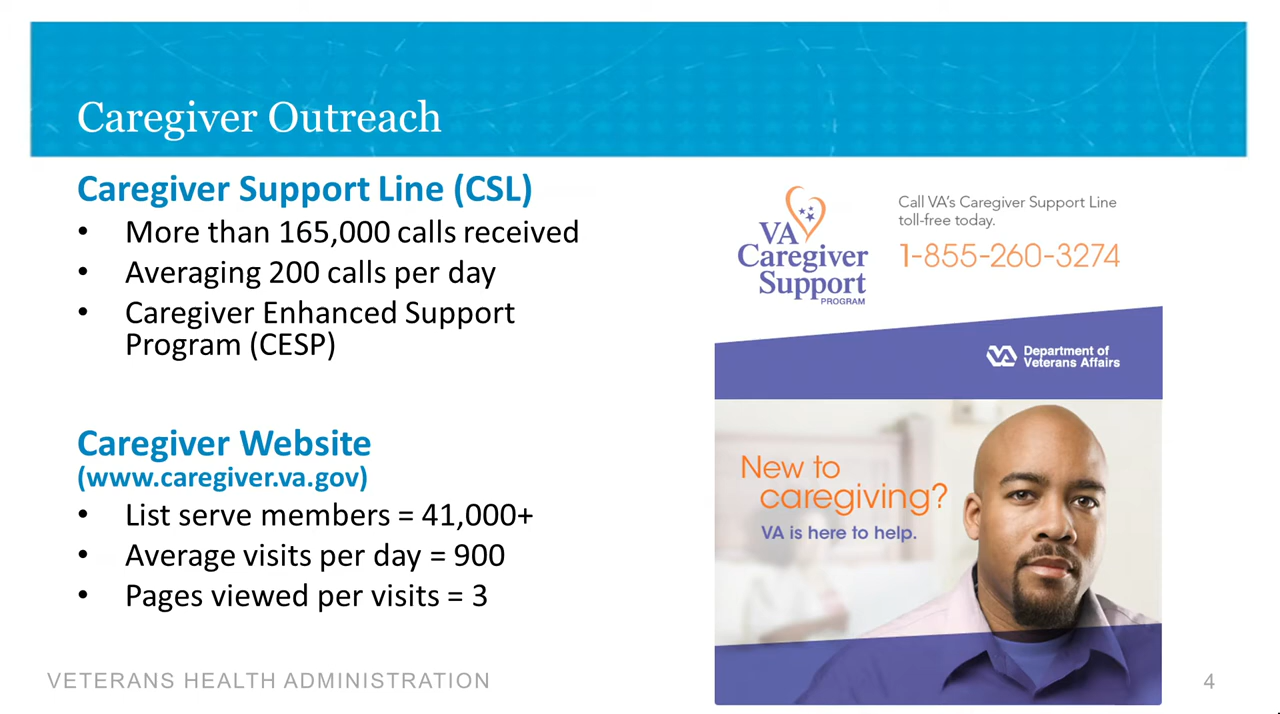 Caregiver Outreach
Caregiver Support Line (CSL)
• More than 165,000 calls received
• Averaging 200 calls per day
• Caregiver Enhanced Support
Program (CESP)
Caregiver Website
(www.caregiver.va.gov)
• List serve members = 41,000+
• Average visits per day = 900
• Pages viewed per visits = 3
VA
Caregiver
Support
PROGRAM
Call VA's Caregiver Support Line
toll-free today.
1-855-260-3274
VA
Department of
Veterans Affairs
New to
caregiving?
VA is here to help.
VETERANS HEALTH ADMINISTRATION
4